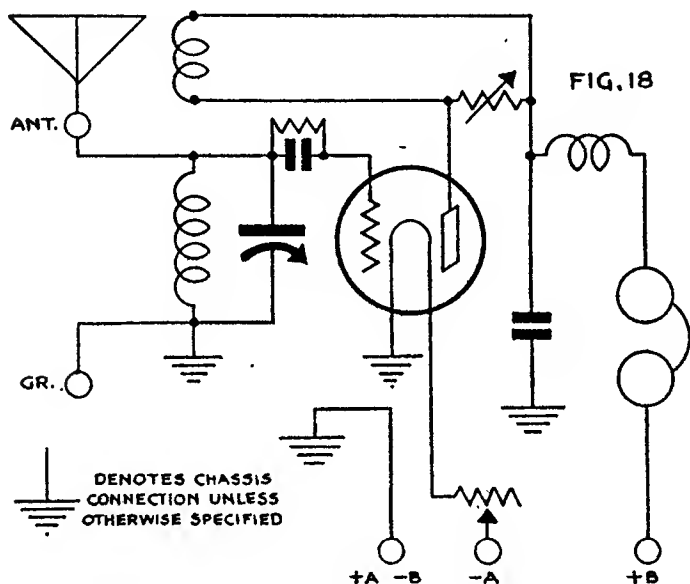 FIG.18
ANT.
GR..
DENOTES CHASSIS
CONNECTION UNLESS
OTHERWISE SPECIFIED
+A -B
-A
+B